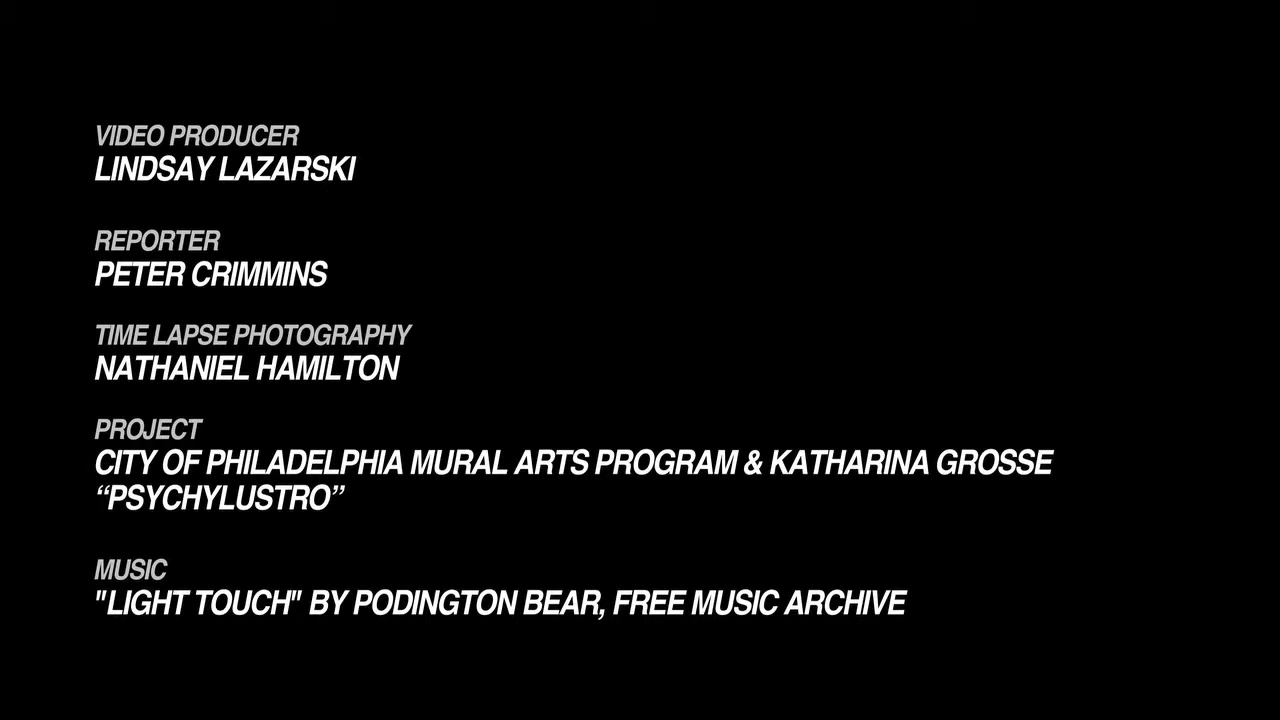 VIDEO PRODUCER
LINDSAY LAZARSKI
REPORTER
PETER CRIMMINS
TIME LAPSE PHOTOGRAPHY
NATHANIEL HAMILTON
PROJECT
CITY OF PHILADELPHIA MURAL ARTS PROGRAM & KATHARINA GROSSE
“PSYCHYLUSTRO”
MUSIC
"LIGHT TOUCH" BY PODINGTON BEAR, FREE MUSIC ARCHIVE